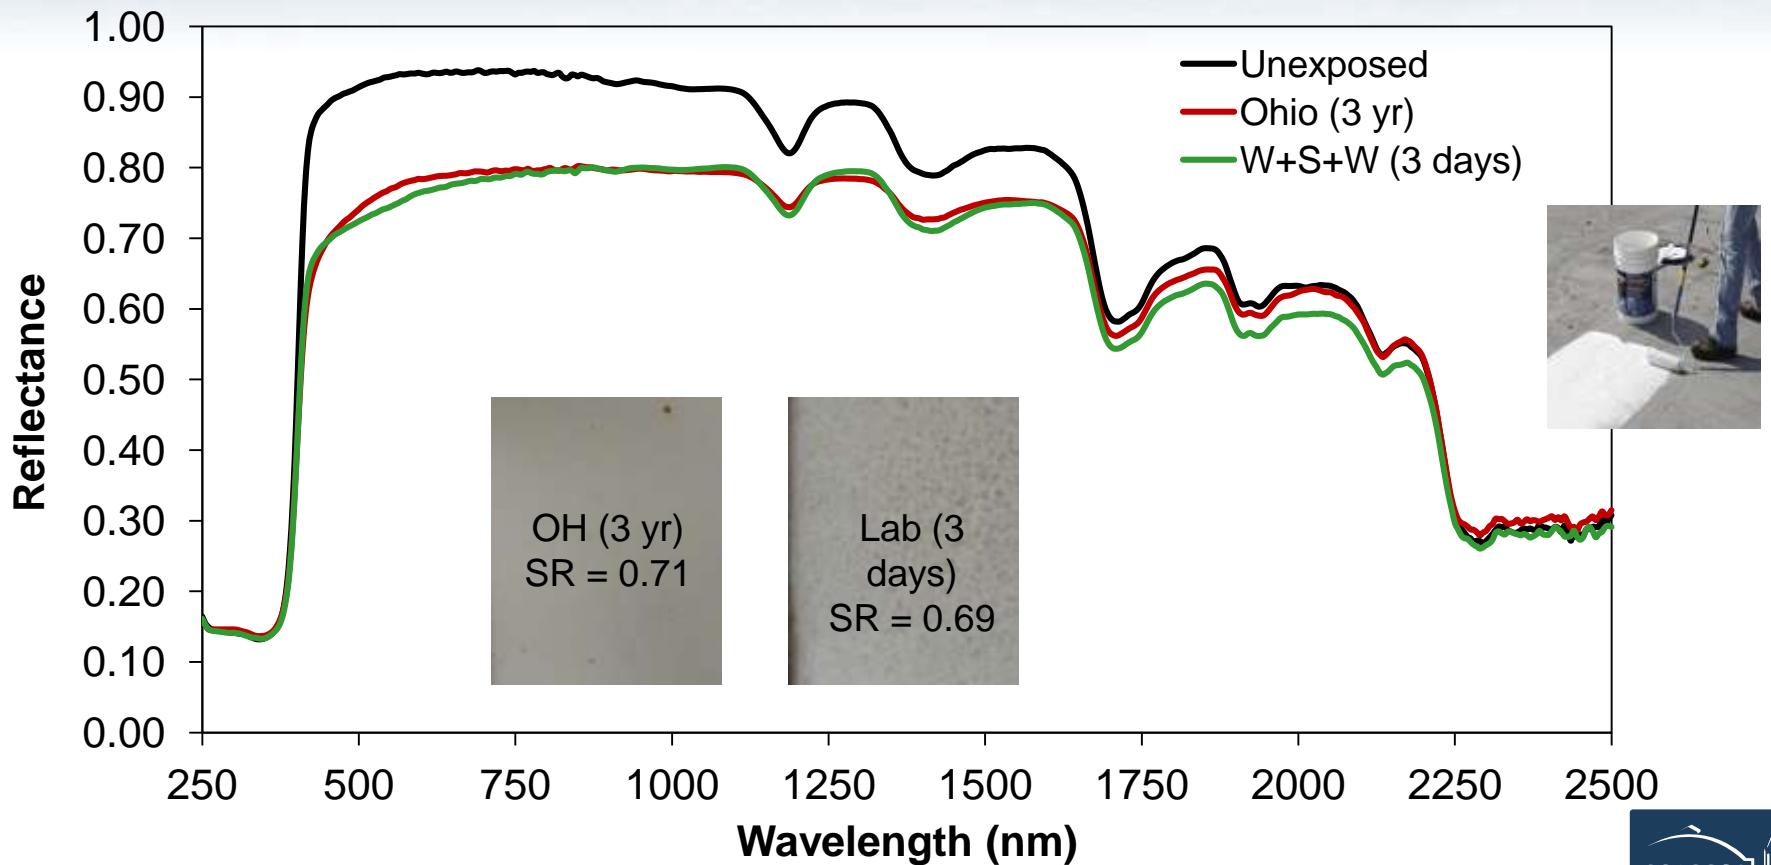 1.00
0.90
0.80
0.70
0.60
0.50
0.40
0.30
0.20
0.10
0.00
Reflectance
Unexposed
Ohio (3 yr)
W+S+W (3 days)
OH (3 yr)
SR = 0.71
Lab (3
days)
SR = 0.69
250 500 750 1000 1250 1500 1750 2000 2250 2500
Wavelength (nm)